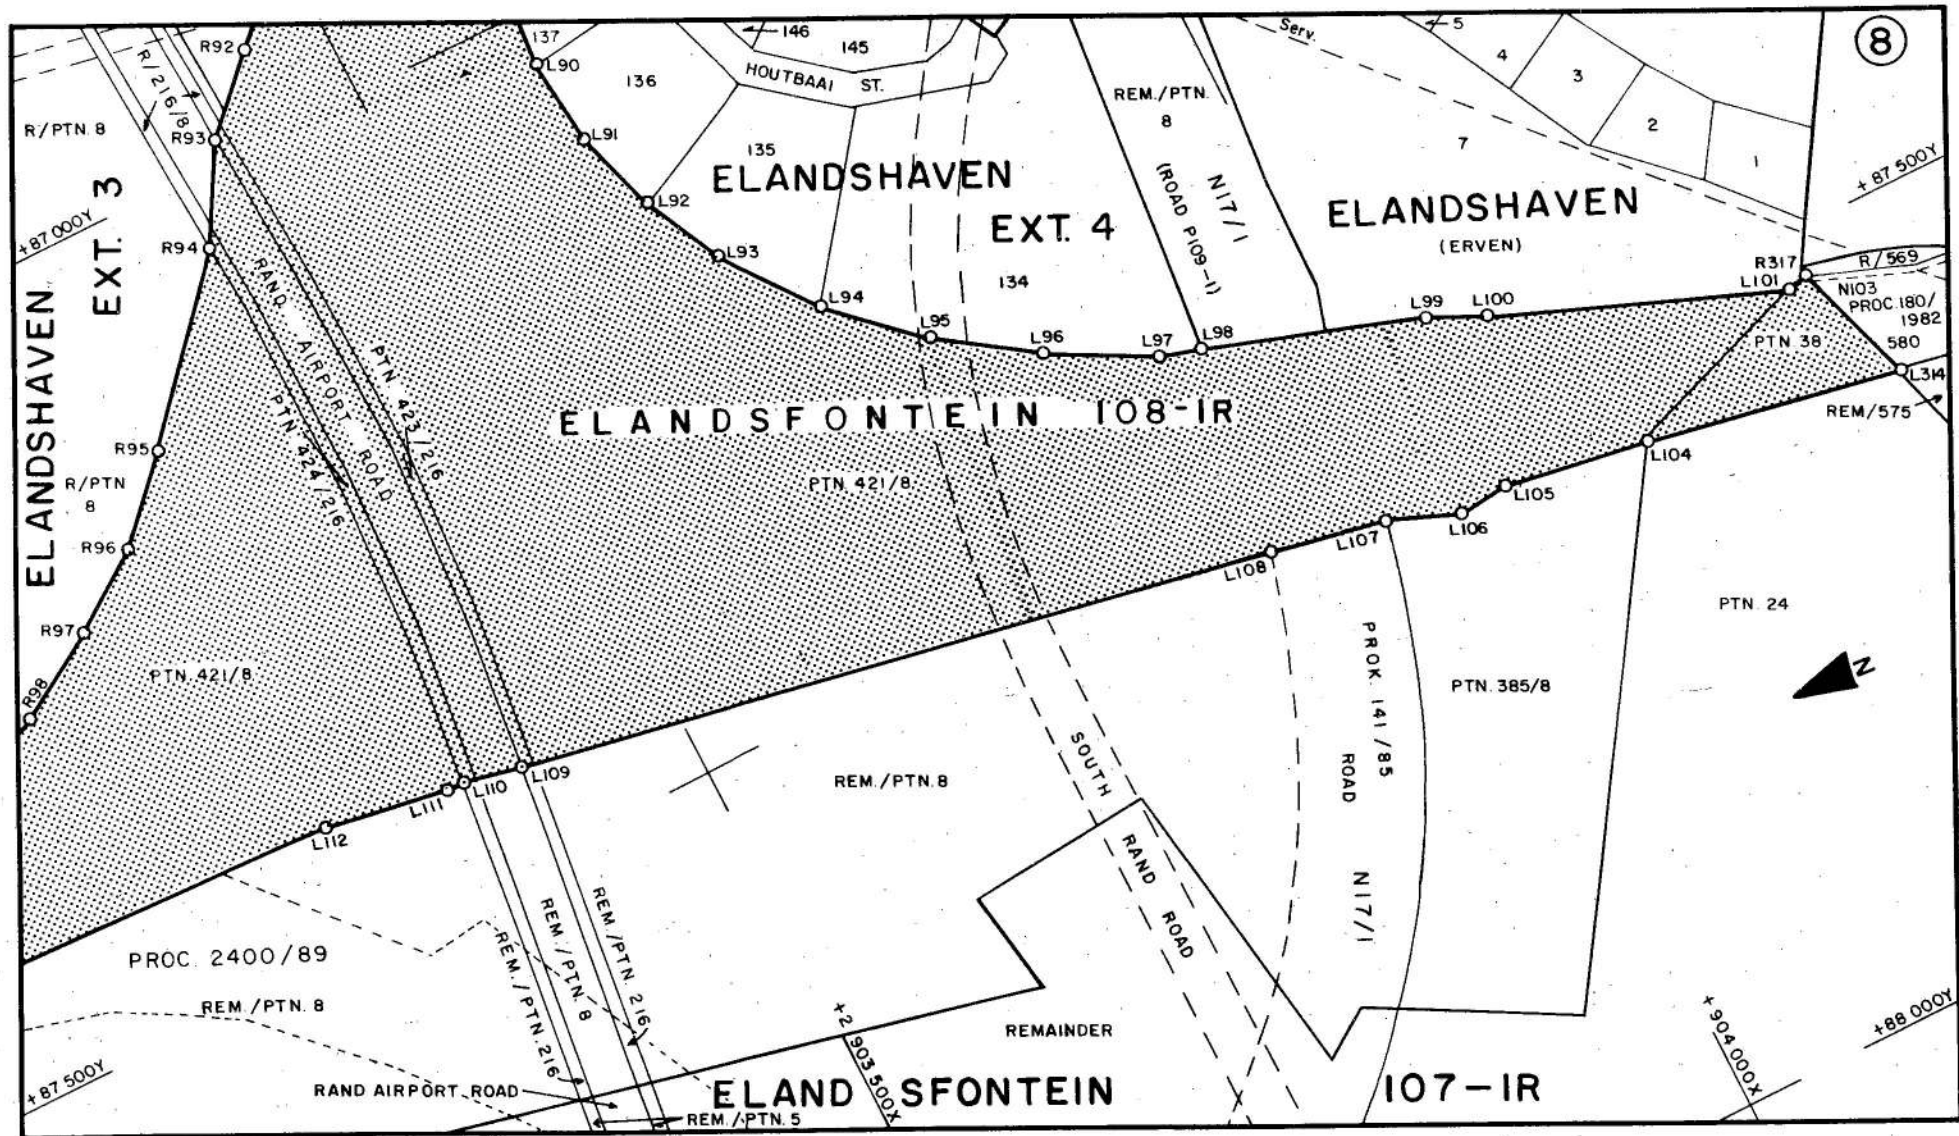 R92
137
L90
146
145
HOUTBAAI ST.
Serv.
5
4
3
2
1
8
R/216/8
R/PTN. 8
R93
136
L91
135
REM./PTN.
8
(ROAD P109-1)
N17/1
7
+87 500Y
ELANDSHAVEN
EXT. 4
134
ELANDSHAVEN
(ERVEN)
L92
L93
L94
L95
L96
L97
L98
L99
L100
L101
R317
R/569
N103
PROC.180/
1982
580
PTN. 38
L314
REM/575
+87 000Y
EXT. 3
ELANDSHAVEN
R94
RAND AIRPORT ROAD
PTN 423/216
PTN 424/216
ELANDSFONTEIN 108-IR
PTN. 421/8
R95
R/PTN
8
R96
R97
R98
PTN. 421/8
L104
L105
L106
L107
L108
PTN. 24
N
PROK. 141/85
ROAD N17/1
PTN. 385/8
SOUTH RAND ROAD
L109
L110
L111
L112
REM./PTN.8
PROC. 2400/89
REM./PTN. 8
REM./PTN.216
REM./PTN.8
REM./PTN. 216
REMAINDER
+2 903 500X
+904 000X
+88 000Y
+87 500Y
RAND AIRPORT ROAD
REM./PTN.5
ELANDSFONTEIN 107-IR